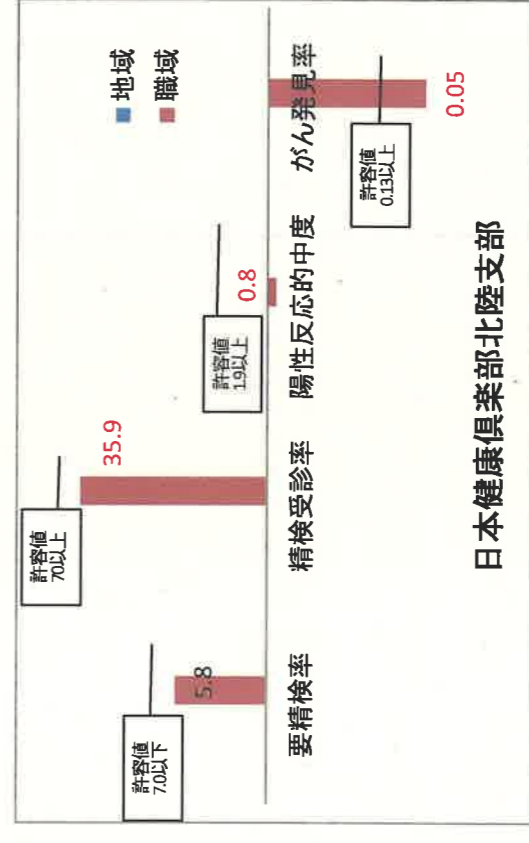 地域
職域
許容値
7.0以下
5.8
要精検率
許容値
70以上
35.9
精検受診率
許容値
1.9以上
0.8
陽性反応的中度
許容値
0.13以上
0.05
がん発見率
日本健康倶楽部北陸支部